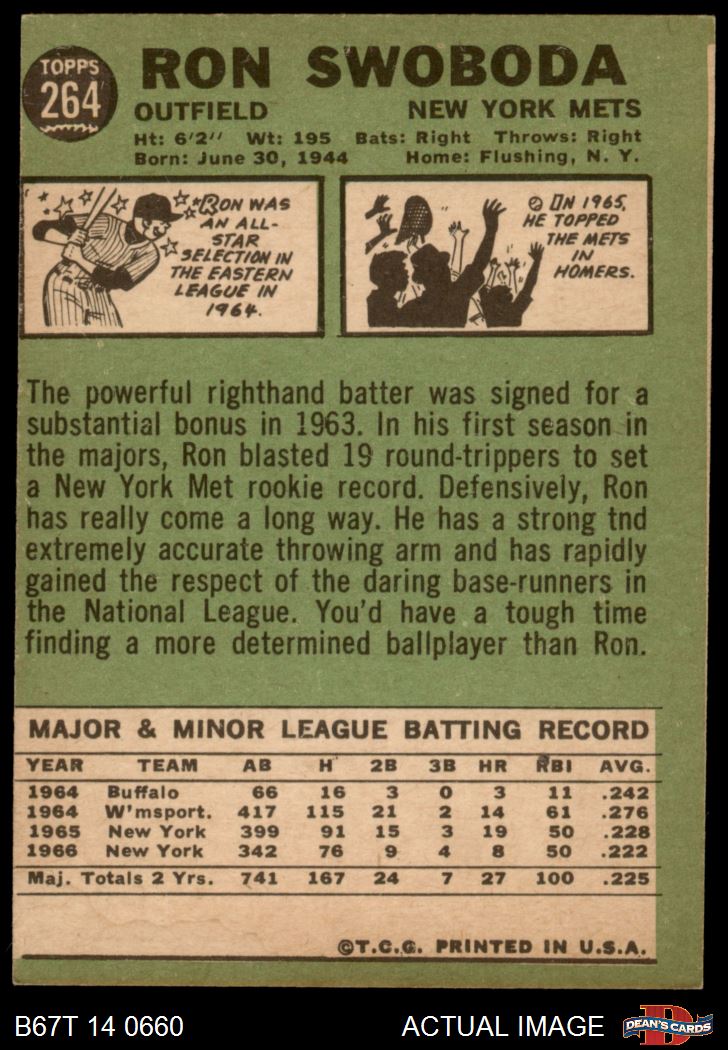 TOPPS
264
RON SWOBODA
OUTFIELD NEW YORK METS
Ht: 6'2" Wt: 195 Bats: Right Throws: Right
Born: June 30, 1944 Home: Flushing, N. Y.
RON WAS
AN ALL-
STAR
SELECTION IN
THE EASTERN
LEAGUE IN
1964.
IN 1965,
HE TOPPED
THE METS
IN
HOMERS.
The powerful righthand batter was signed for a
substantial bonus in 1963. In his first season in
the majors, Ron blasted 19 round-trippers to set
a New York Met rookie record. Defensively, Ron
has really come a long way. He has a strong tnd
extremely accurate throwing arm and has rapidly
gained the respect of the daring base-runners in
the National League. You'd have a tough time
finding a more determined ballplayer than Ron.
MAJOR & MINOR LEAGUE BATTING RECORD
YEAR TEAM AB H 2B 3B HR RBI AVG.
1964 Buffalo 66 16 3 0 3 11 .242
1964 W'msport. 417 115 21 2 14 61 .276
1965 New York 399 91 15 3 19 50 .228
1966 New York 342 76 9 4 8 50 .222
Maj. Totals 2 Yrs. 741 167 24 7 27 100 .225
©T.C.G. PRINTED IN U.S.A.
B67T 14 0660 ACTUAL IMAGE
D
DEAN'S CARDS